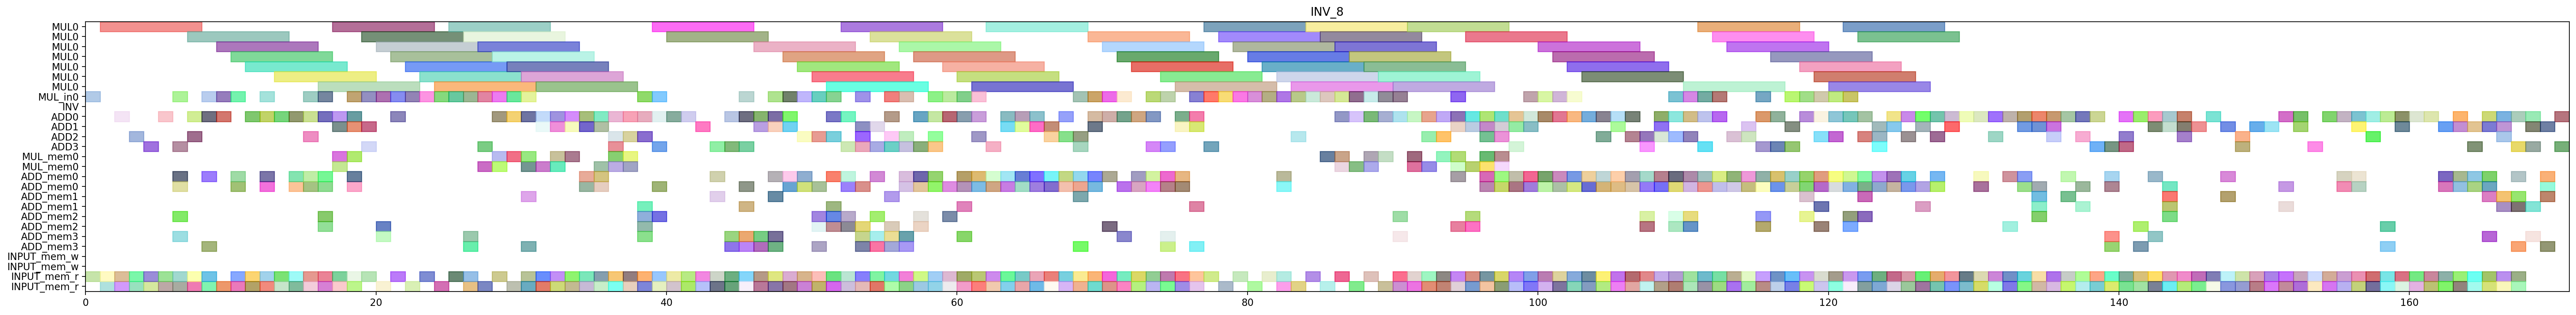 INV_8
MUL0
MUL0
MUL0
MUL0
MUL0
MUL0
MUL0
MUL_in0
INV
ADD0
ADD1
ADD2
ADD3
MUL_mem0
MUL_mem0
ADD_mem0
ADD_mem0
ADD_mem1
ADD_mem1
ADD_mem2
ADD_mem2
ADD_mem3
ADD_mem3
INPUT_mem_w
INPUT_mem_w
INPUT_mem_r
INPUT_mem_r
0 20 40 60 80 100 120 140 160